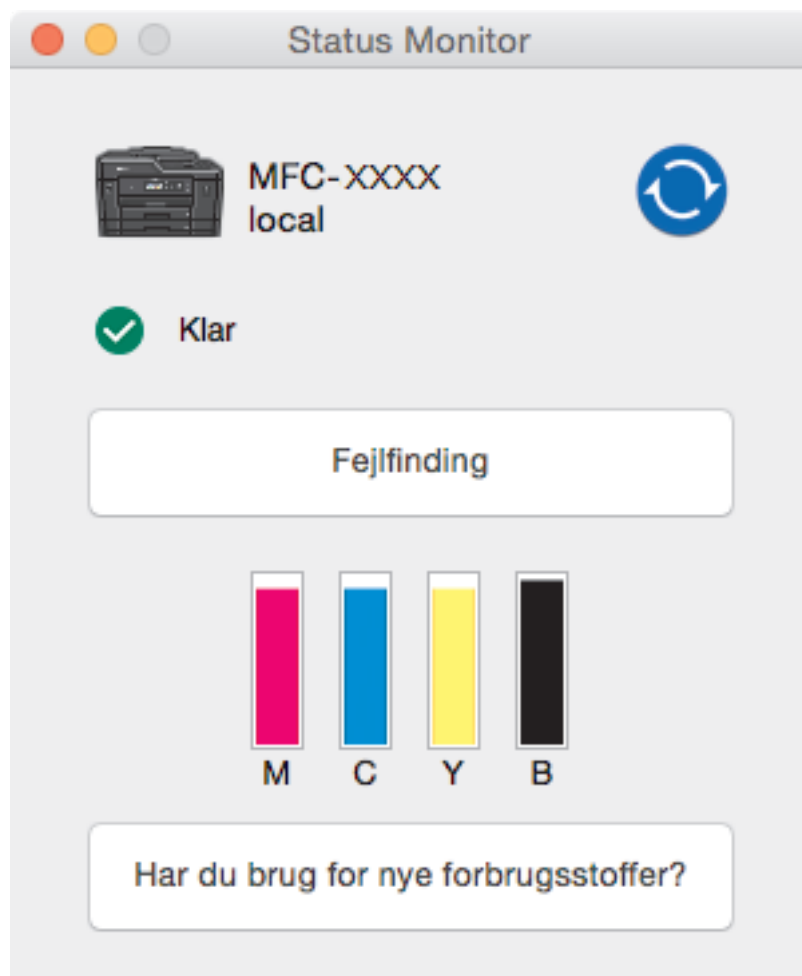 Status Monitor
MFC-XXXX
local
Klar
Fejlfinding
M C Y B
Har du brug for nye forbrugsstoffer?